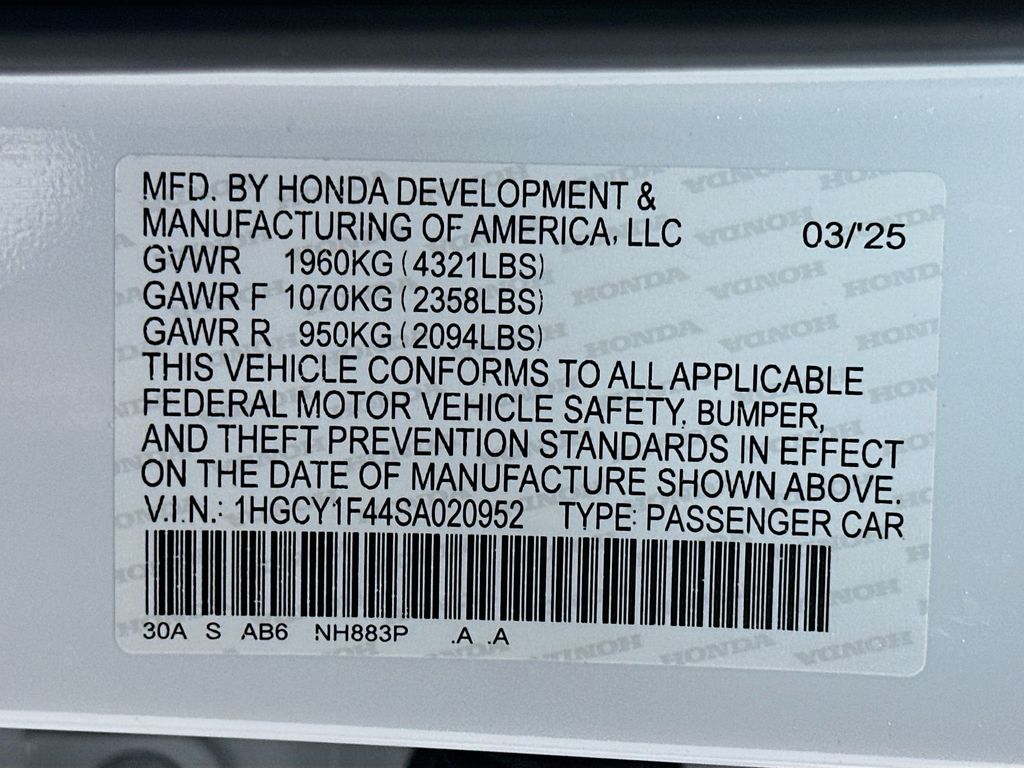 MFD. BY HONDA DEVELOPMENT &
MANUFACTURING OF AMERICA, LLC 03/'25
GVWR 1960KG (4321LBS)
GAWR F 1070KG (2358LBS)
GAWR R 950KG (2094LBS)
THIS VEHICLE CONFORMS TO ALL APPLICABLE
FEDERAL MOTOR VEHICLE SAFETY, BUMPER,
AND THEFT PREVENTION STANDARDS IN EFFECT
ON THE DATE OF MANUFACTURE SHOWN ABOVE.
V.I.N.: 1HGCY1F44SA020952 TYPE: PASSENGER CAR
30A S AB6 NH883P .A .A